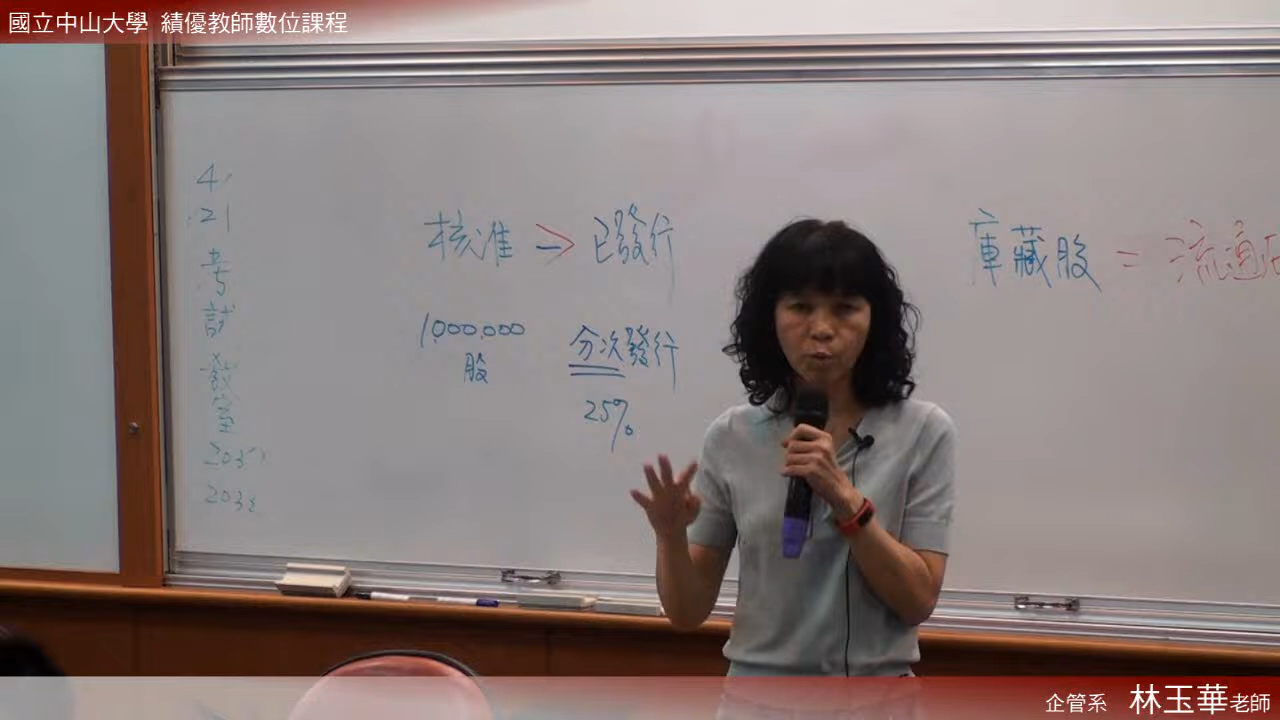 國立中山大學 績優教師數位課程
4/
21
考
試
教
室
核准 → 已發行
1,000,000
股
分次發行
25%
庫藏股 = 流通
企管系 林玉華老師